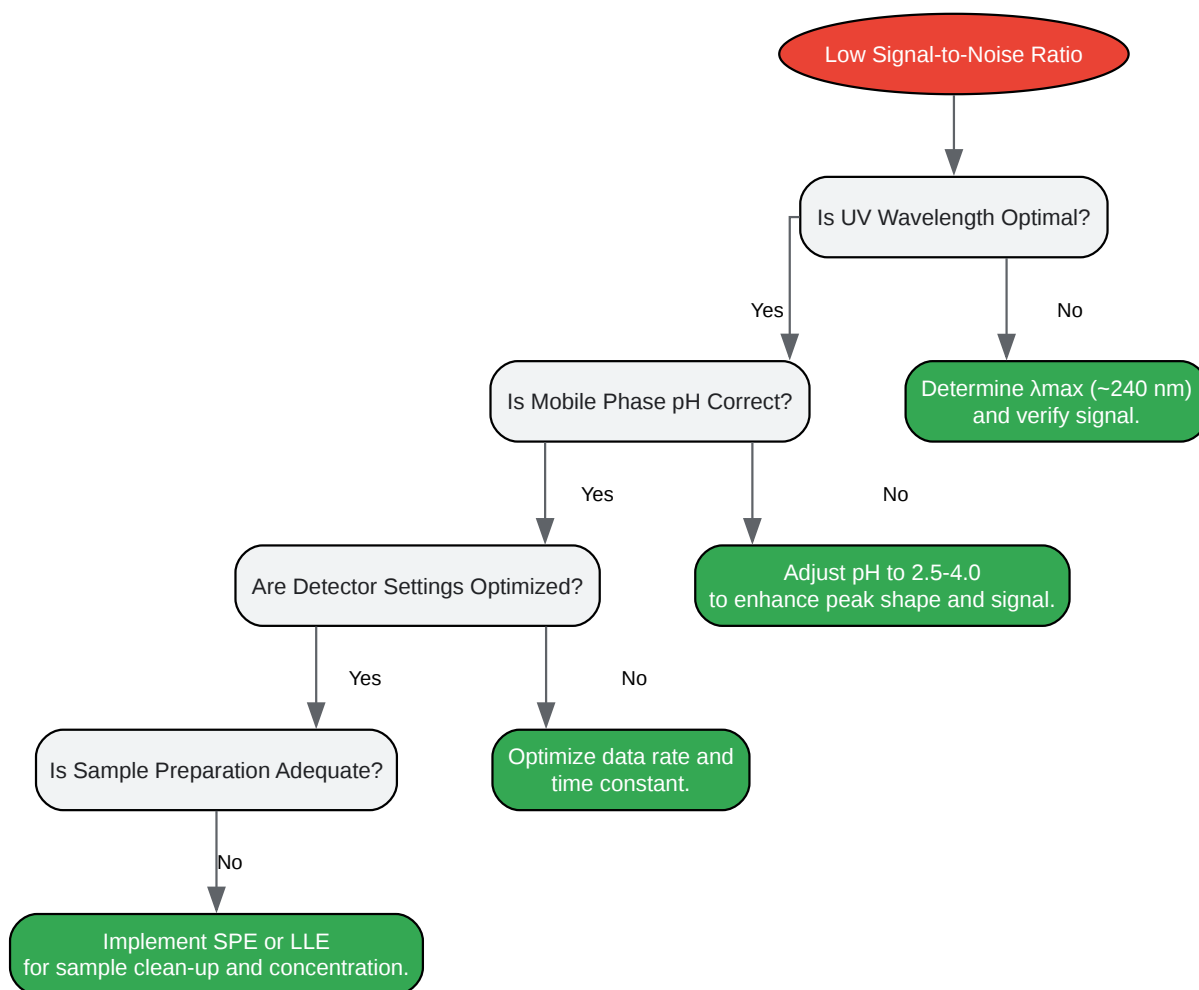 Low Signal-to-Noise Ratio
Is UV Wavelength Optimal?
Yes
No
Is Mobile Phase pH Correct?
Determine λmax (~240 nm)
and verify signal.
Yes
No
Are Detector Settings Optimized?
Adjust pH to 2.5-4.0
to enhance peak shape and signal.
Yes
No
Is Sample Preparation Adequate?
Optimize data rate and
time constant.
No
Implement SPE or LLE
for sample clean-up and concentration.